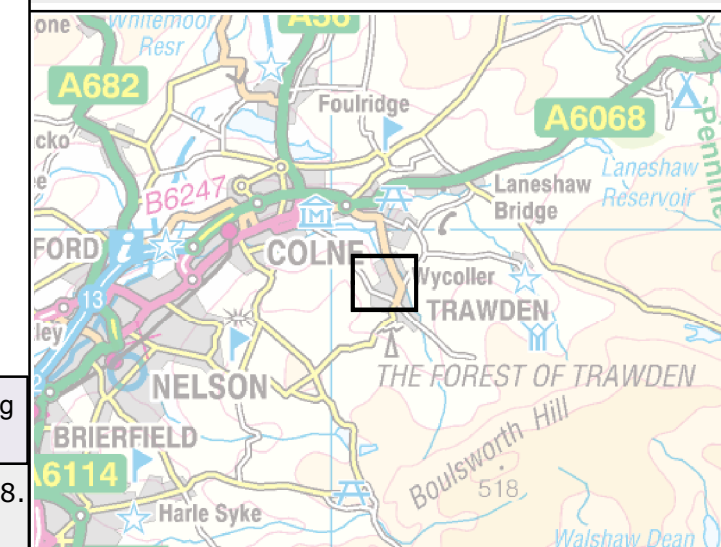 one
Whitemoor
Resr
A56
A682
Foulridge
A6068
cko
Pennine
Laneshaw
Reservoir
B6247
Laneshaw
Bridge
FORD
i
M
COLNE
Wycoller
13
TRAWDEN
ley
THE FOREST OF TRAWDEN
NELSON
g
BRIERFIELD
Boulsworth Hill
A6114
518
8.
Harle Syke
Walshaw Dean